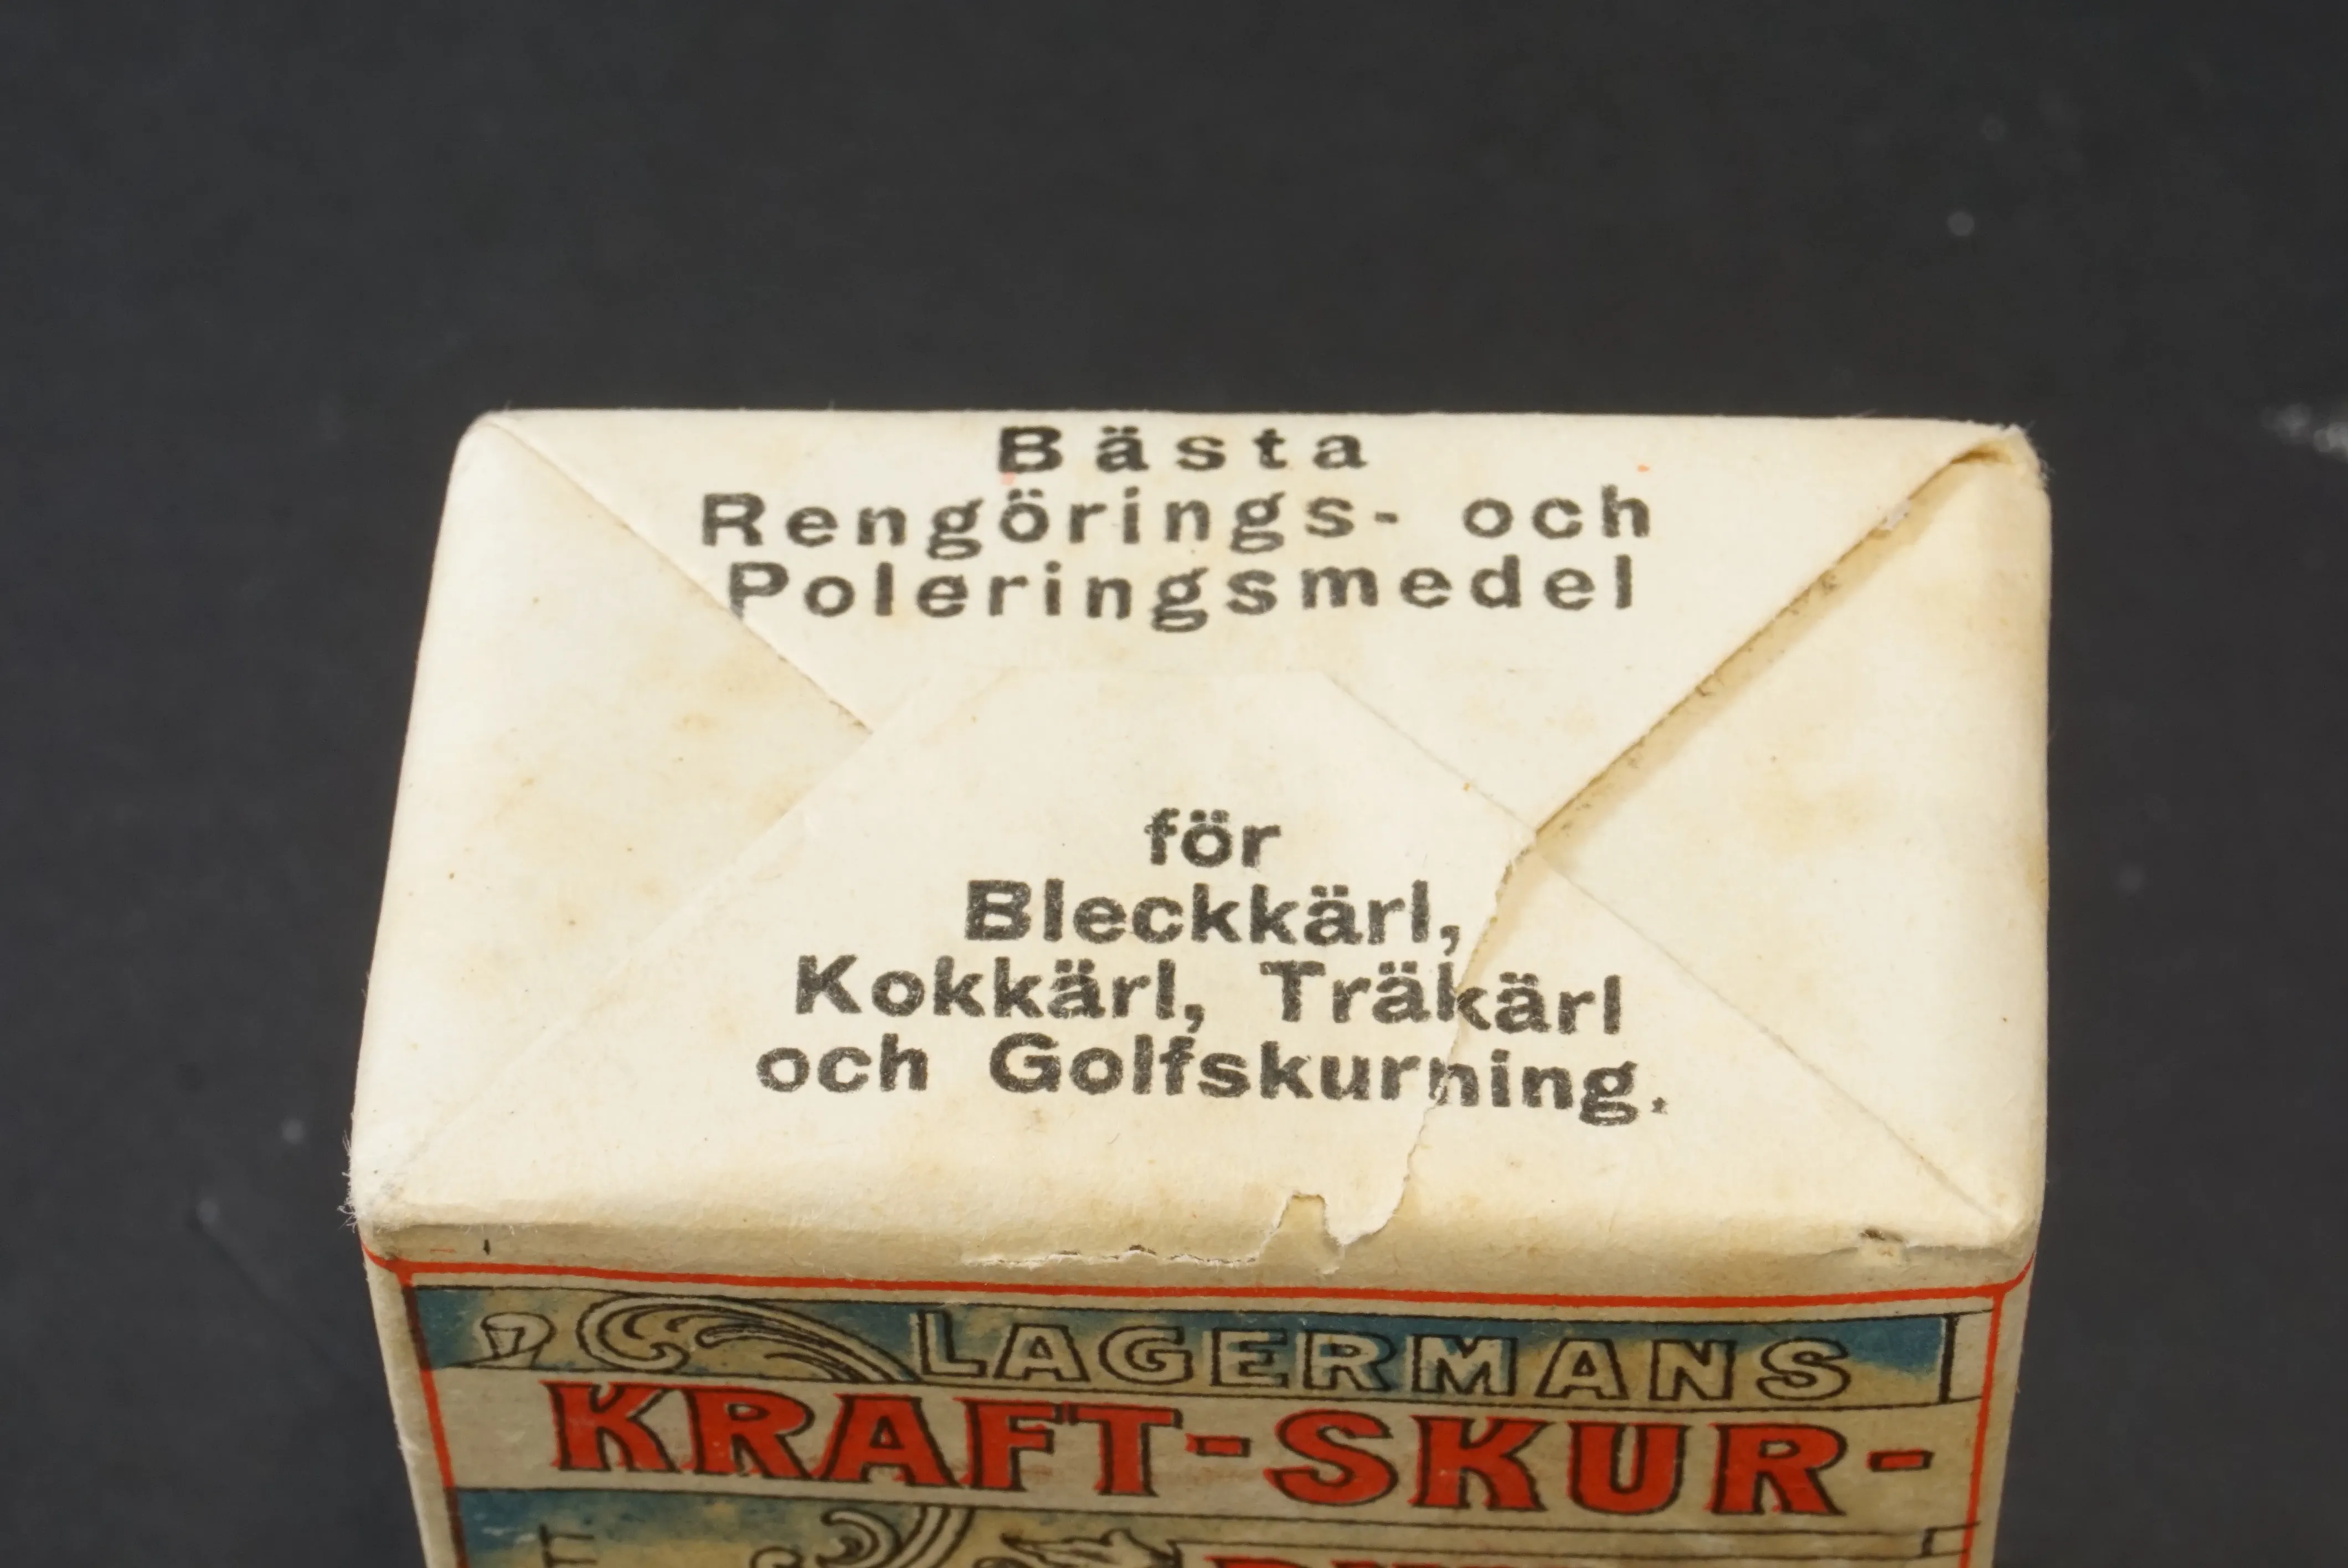 Bästa
Rengörings- och
Poleringsmedel
för
Bleckkärl,
Kokkärl, Träkärl
och Golfskurning.
LAGERMANS
KRAFT-SKUR-